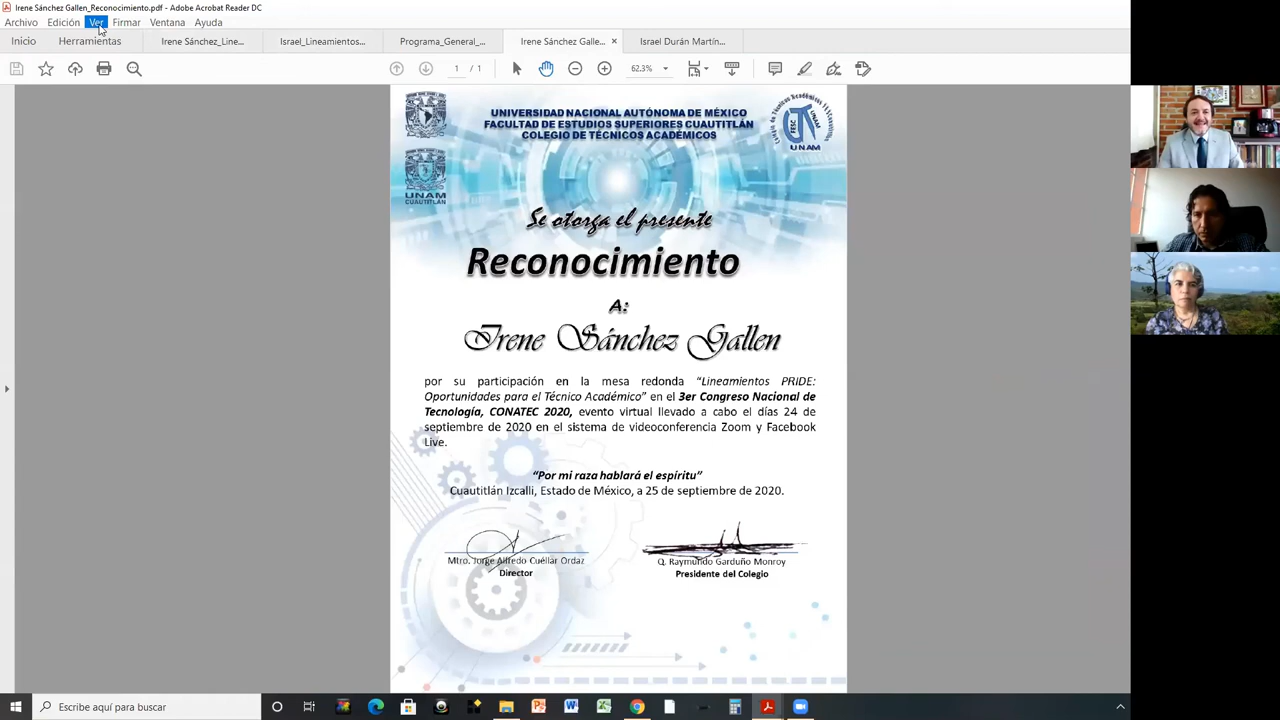 Irene Sánchez Gallen_Reconocimiento.pdf - Adobe Acrobat Reader DC
Archivo Edición Ver Firmar Ventana Ayuda
Inicio Herramientas Irene Sánchez_Line... Israel_Lineamientos... Programa_General_... Irene Sánchez Galle... × Israel Durán Martín...
1 / 1 62.3%
UNIVERSIDAD NACIONAL AUTÓNOMA DE MÉXICO
FACULTAD DE ESTUDIOS SUPERIORES CUAUTITLÁN
COLEGIO DE TÉCNICOS ACADÉMICOS
UNAM
UNAM
CUAUTITLÁN
Se otorga el presente
Reconocimiento
A:
Irene Sánchez Gallen
por su participación en la mesa redonda “Lineamientos PRIDE:
Oportunidades para el Técnico Académico” en el 3er Congreso Nacional de
Tecnología, CONATEC 2020, evento virtual llevado a cabo el días 24 de
septiembre de 2020 en el sistema de videoconferencia Zoom y Facebook
Live.
“Por mi raza hablará el espíritu”
Cuautitlán Izcalli, Estado de México, a 25 de septiembre de 2020.
Mtro. Jorge Alfredo Cuéllar Ordaz
Director
Q. Raymundo Garduño Monroy
Presidente del Colegio
Escribe aquí para buscar